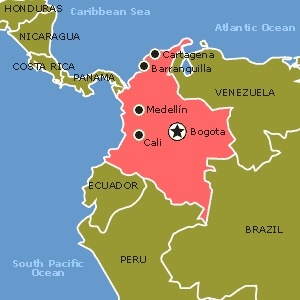 HONDURAS
Caribbean Sea
Atlantic Ocean
NICARAGUA
Cartagena
COSTA RICA
Barranguilla
PANAMA
VENEZUELA
Medellín
Bogota
Cali
ECUADOR
BRAZIL
PERU
South Pacific
Ocean